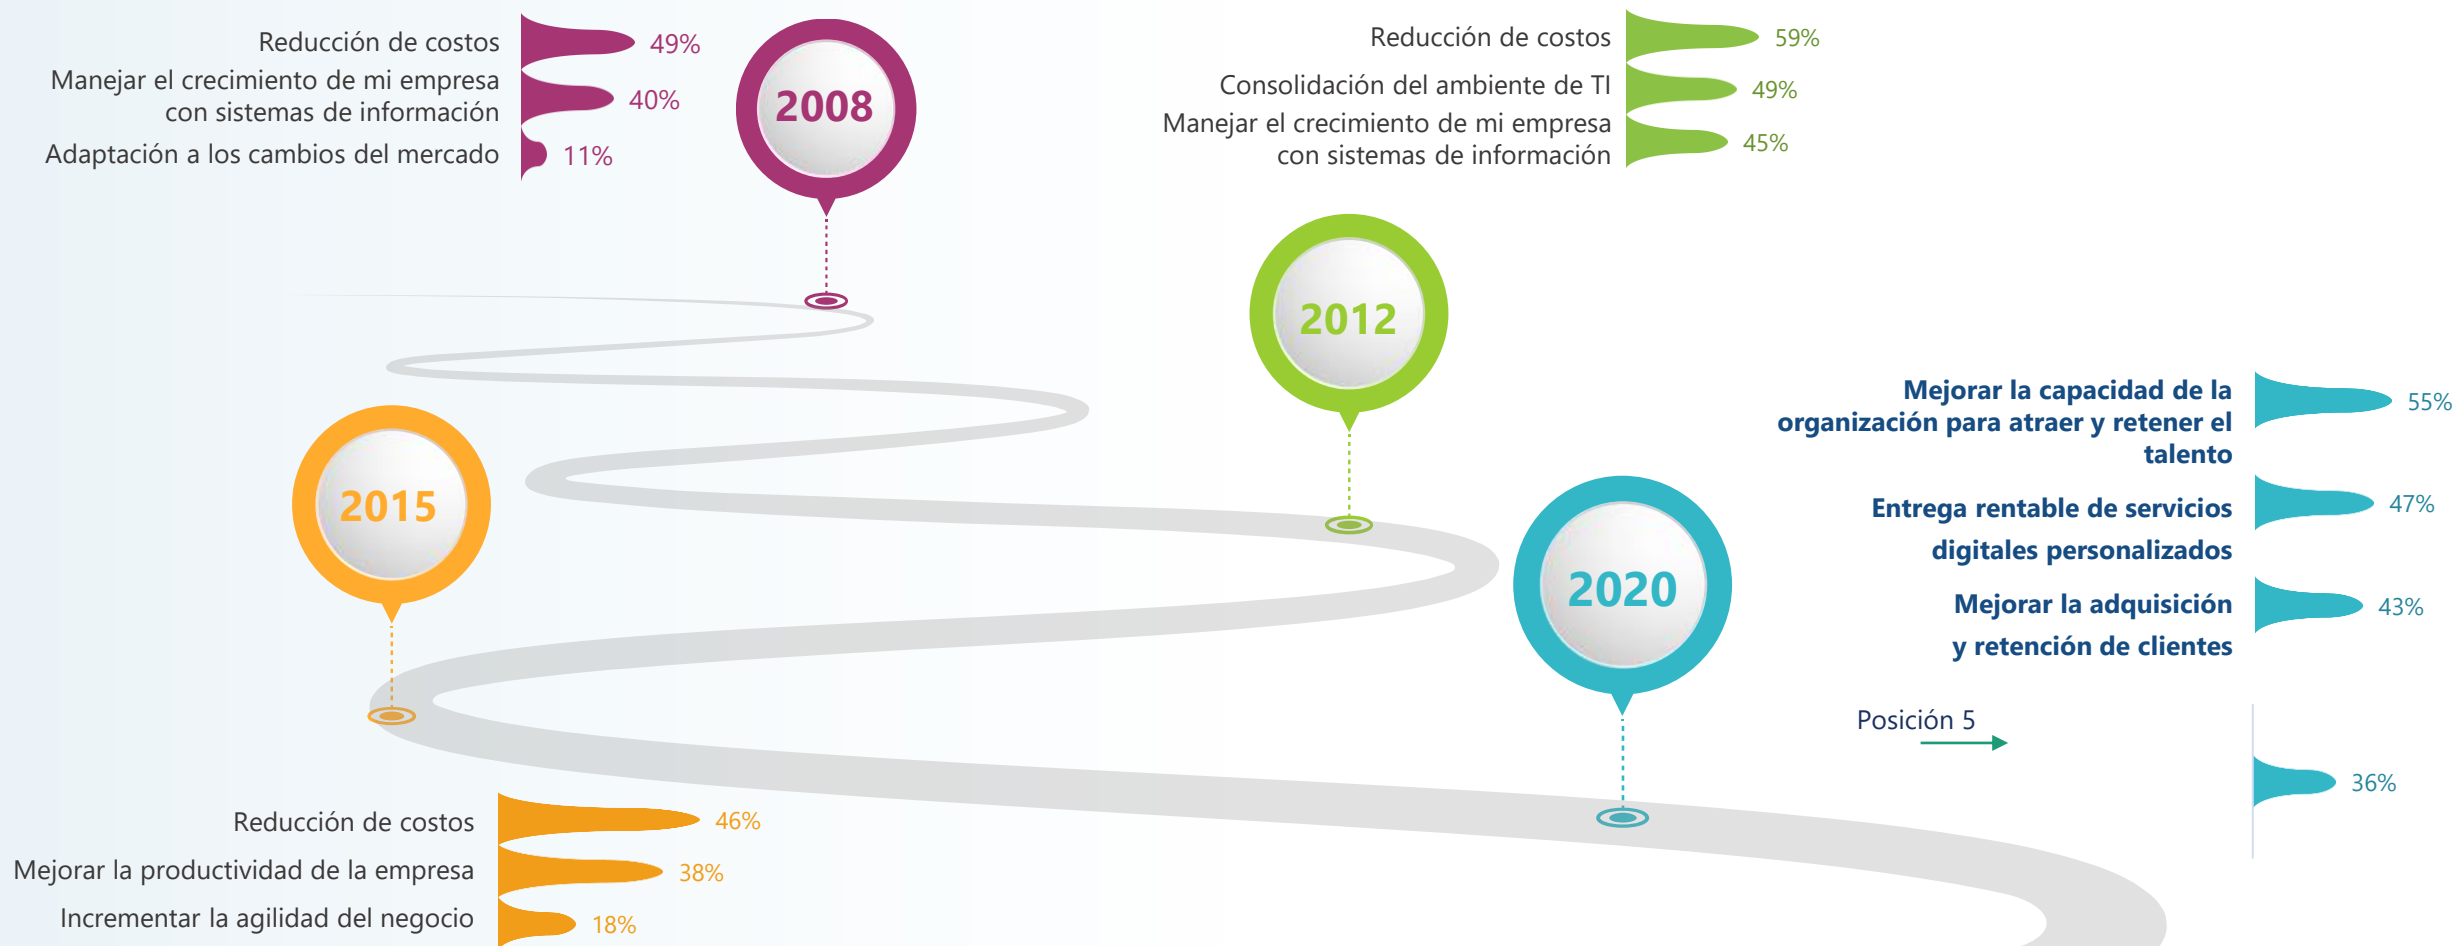 Reducción de costos
49%
Manejar el crecimiento de mi empresa
con sistemas de información
40%
Adaptación a los cambios del mercado
11%
2008
Reducción de costos
59%
Consolidación del ambiente de TI
49%
Manejar el crecimiento de mi empresa
con sistemas de información
45%
2012
2015
Reducción de costos
46%
Mejorar la productividad de la empresa
38%
Incrementar la agilidad del negocio
18%
2020
Mejorar la capacidad de la
organización para atraer y retener el
talento
55%
Entrega rentable de servicios
digitales personalizados
47%
Mejorar la adquisición
y retención de clientes
43%
Posición 5
36%